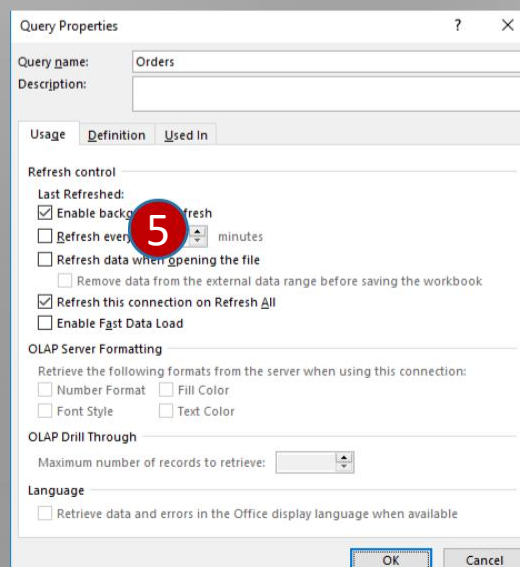 Query Properties ? ×
Query name: Orders
Description:
Usage Definition Used In
Refresh control
Last Refreshed:
Enable fresh
5
Refresh every minutes
Refresh data when opening the file
Remove data from the external data range before saving the workbook
Refresh this connection on Refresh All
Enable Fast Data Load
OLAP Server Formatting
Retrieve the following formats from the server when using this connection:
Number Format Fill Color
Font Style Text Color
OLAP Drill Through
Maximum number of records to retrieve:
Language
Retrieve data and errors in the Office display language when available
OK Cancel